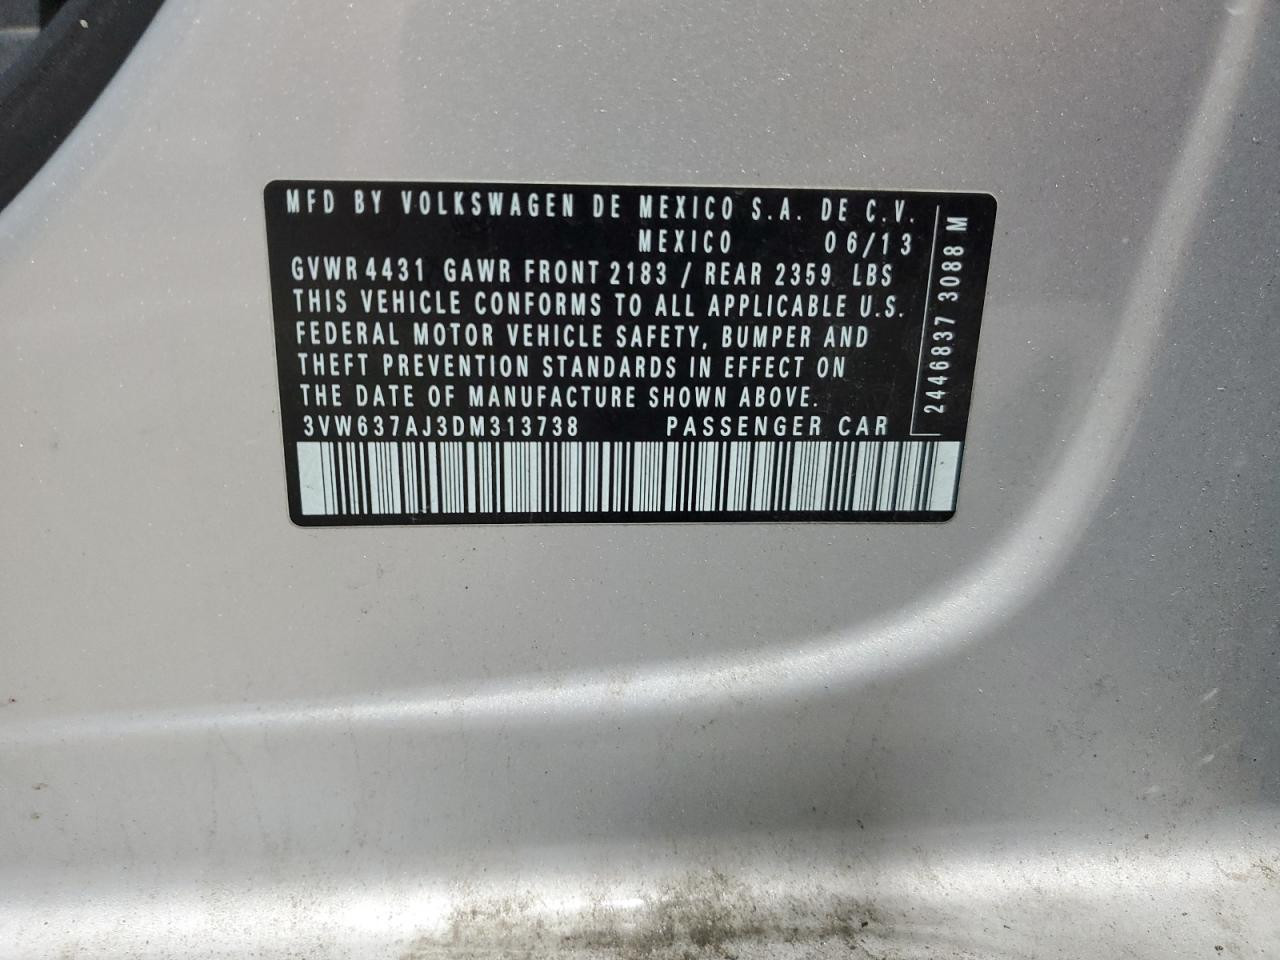 MFD BY VOLKSWAGEN DE MEXICO S.A. DE C.V.
MEXICO 06/13
GVWR 4431 GAWR FRONT 2183 / REAR 2359 LBS
THIS VEHICLE CONFORMS TO ALL APPLICABLE U.S.
FEDERAL MOTOR VEHICLE SAFETY, BUMPER AND
THEFT PREVENTION STANDARDS IN EFFECT ON
THE DATE OF MANUFACTURE SHOWN ABOVE.
3VW637AJ3DM313738 PASSENGER CAR
2446837 3088 M